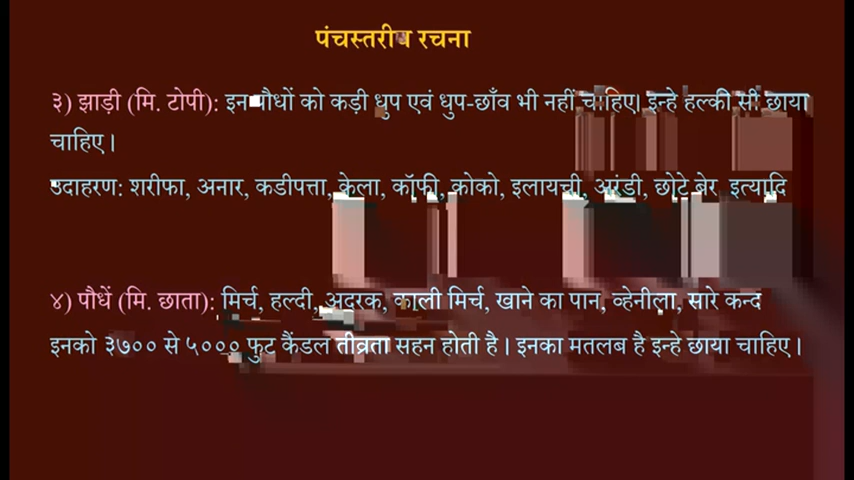 पंचस्तरीय रचना
३) झाड़ी (मि. टोपी): इन पौधों को कड़ी धुप एवं धुप-छाँव भी नहीं चाहिए। इन्हे हल्की सी छाया
चाहिए।
उदाहरण: शरीफा, अनार, कडीपत्ता, केला, कॉफी, कोको, इलायची, अरंडी, छोटे बेर इत्यादि
४) पौधें (मि. छाता): मिर्च, हल्दी, अदरक, काली मिर्च, खाने का पान, व्हेनीला, सारे कन्द
इनको ३७०० से ५००० फुट कैंडल तीव्रता सहन होती है। इनका मतलब है इन्हे छाया चाहिए।